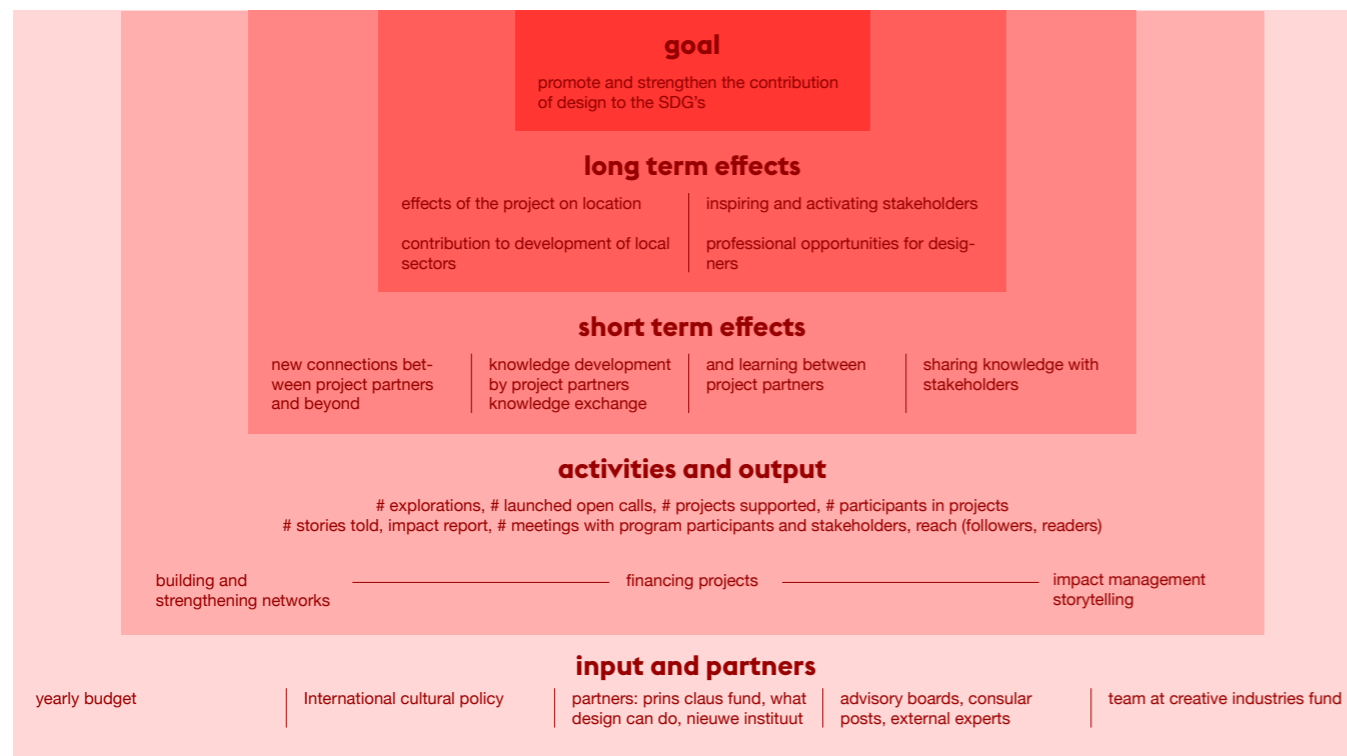 goal
promote and strengthen the contribution
of design to the SDG's
long term effects
effects of the project on location
contribution to development of local
sectors
inspiring and activating stakeholders
professional opportunities for desig-
ners
short term effects
new connections bet-
ween project partners
and beyond
knowledge development
by project partners
knowledge exchange
and learning between
project partners
sharing knowledge with
stakeholders
activities and output
# explorations, # launched open calls, # projects supported, # participants in projects
# stories told, impact report, # meetings with program participants and stakeholders, reach (followers, readers)
building and
strengthening networks
financing projects
impact management
storytelling
input and partners
yearly budget
International cultural policy
partners: prins claus fund, what
design can do, nieuwe instituut
advisory boards, consular
posts, external experts
team at creative industries fund